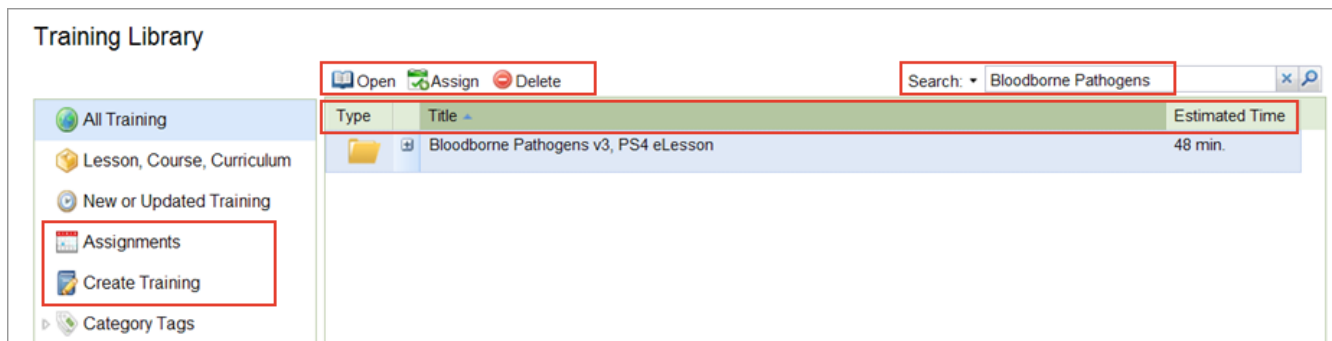 Training Library
Open Assign Delete Search: Bloodborne Pathogens
All Training
Lesson, Course, Curriculum
New or Updated Training
Assignments
Create Training
Category Tags
Type Title Estimated Time
Bloodborne Pathogens v3, PS4 eLesson 48 min.